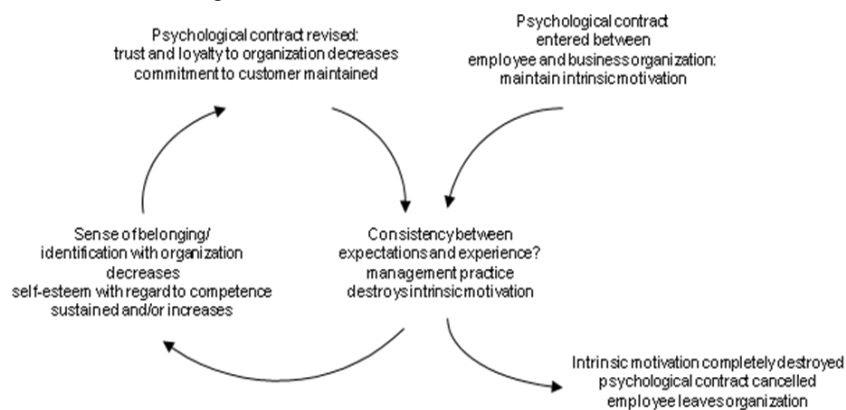 Psychological contract revised:
trust and loyalty to organization decreases
commitment to customer maintained
Psychological contract
entered between
employee and business organization:
maintain intrinsic motivation
Sense of belonging/
identification with organization
decreases
self-esteem with regard to competence
sustained and/or increases
Consistency between
expectations and experience?
management practice
destroys intrinsic motivation
Intrinsic motivation completely destroyed
psychological contract cancelled
employee leaves organization